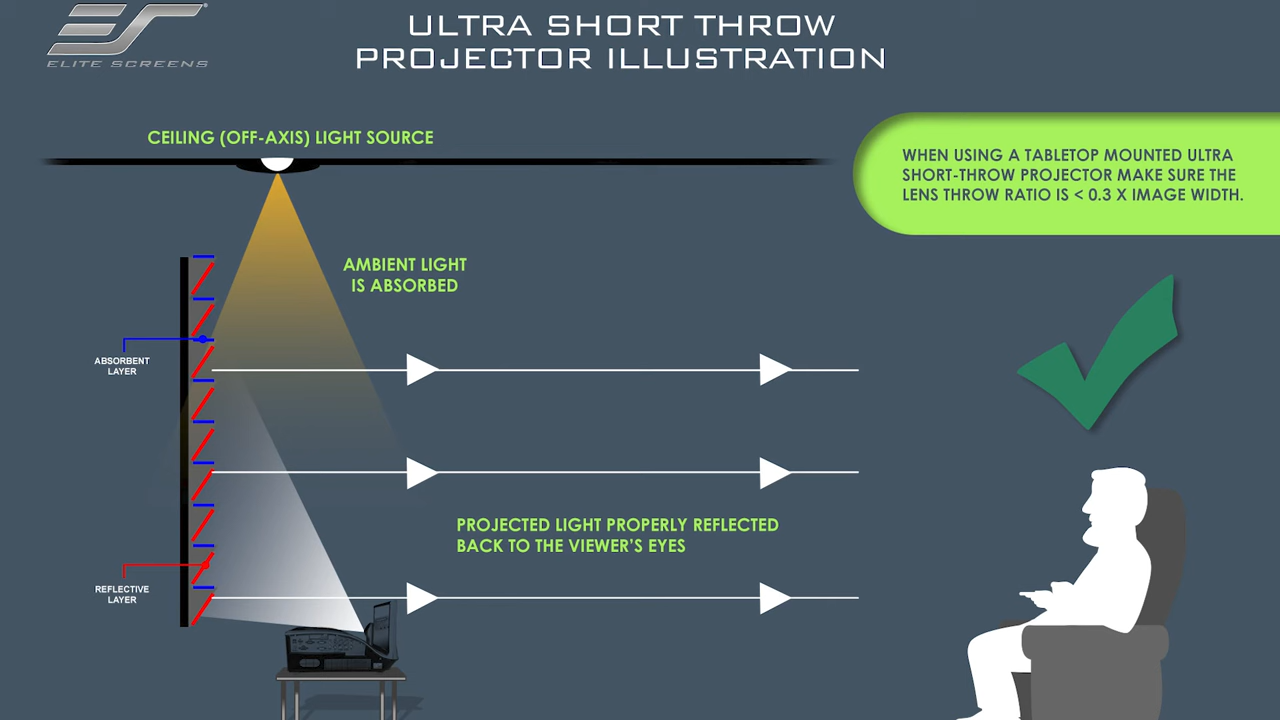 ELITE SCREENS
ULTRA SHORT THROW
PROJECTOR ILLUSTRATION
CEILING (OFF-AXIS) LIGHT SOURCE
WHEN USING A TABLETOP MOUNTED ULTRA
SHORT-THROW PROJECTOR MAKE SURE THE
LENS THROW RATIO IS < 0.3 X IMAGE WIDTH.
AMBIENT LIGHT
IS ABSORBED
ABSORBENT
LAYER
PROJECTED LIGHT PROPERLY REFLECTED
BACK TO THE VIEWER'S EYES
REFLECTIVE
LAYER